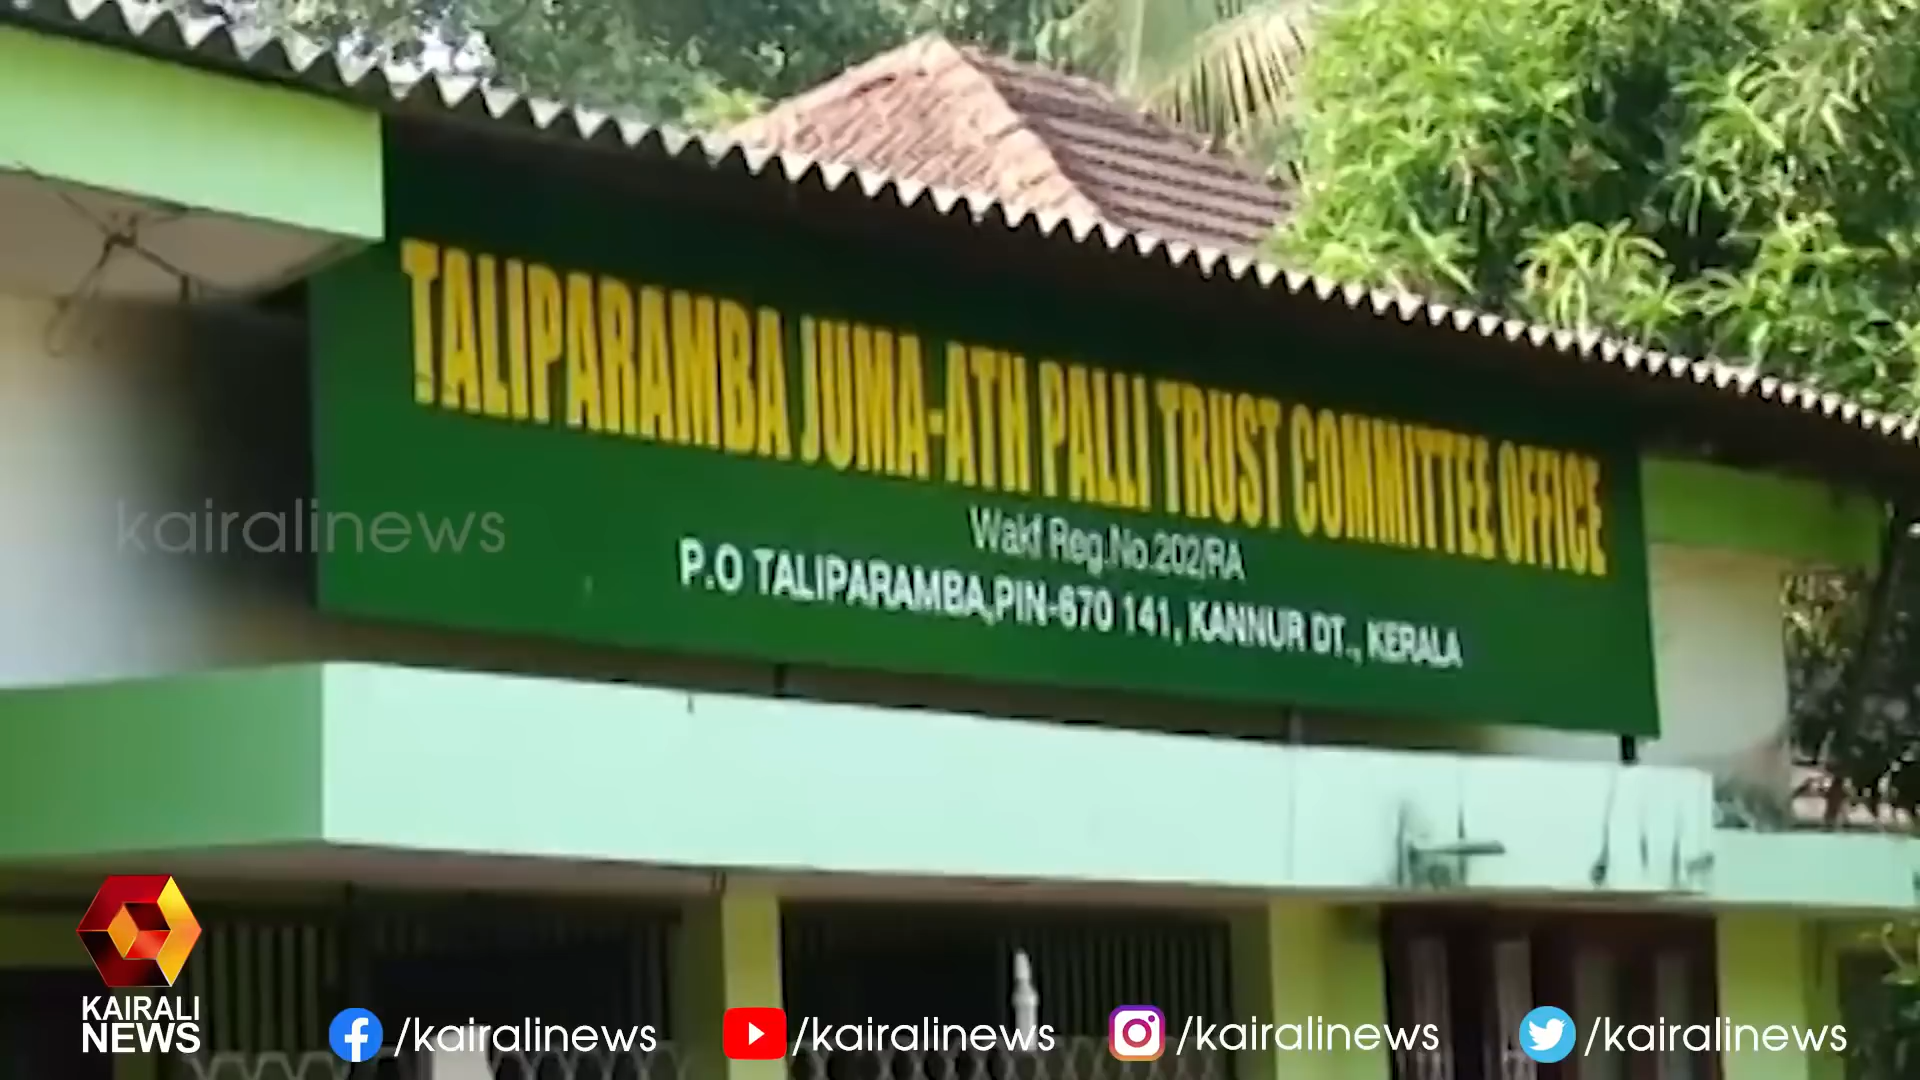 TALIPARAMBA JUMA-ATH PALLI TRUST COMMITTEE OFFICE
Wakf Reg.No.202/RA
P.O TALIPARAMBA,PIN-670 141, KANNUR DT., KERALA
kairalinews
KAIRALI
NEWS
/kairalinews
/kairalinews
/kairalinews
/kairalinews